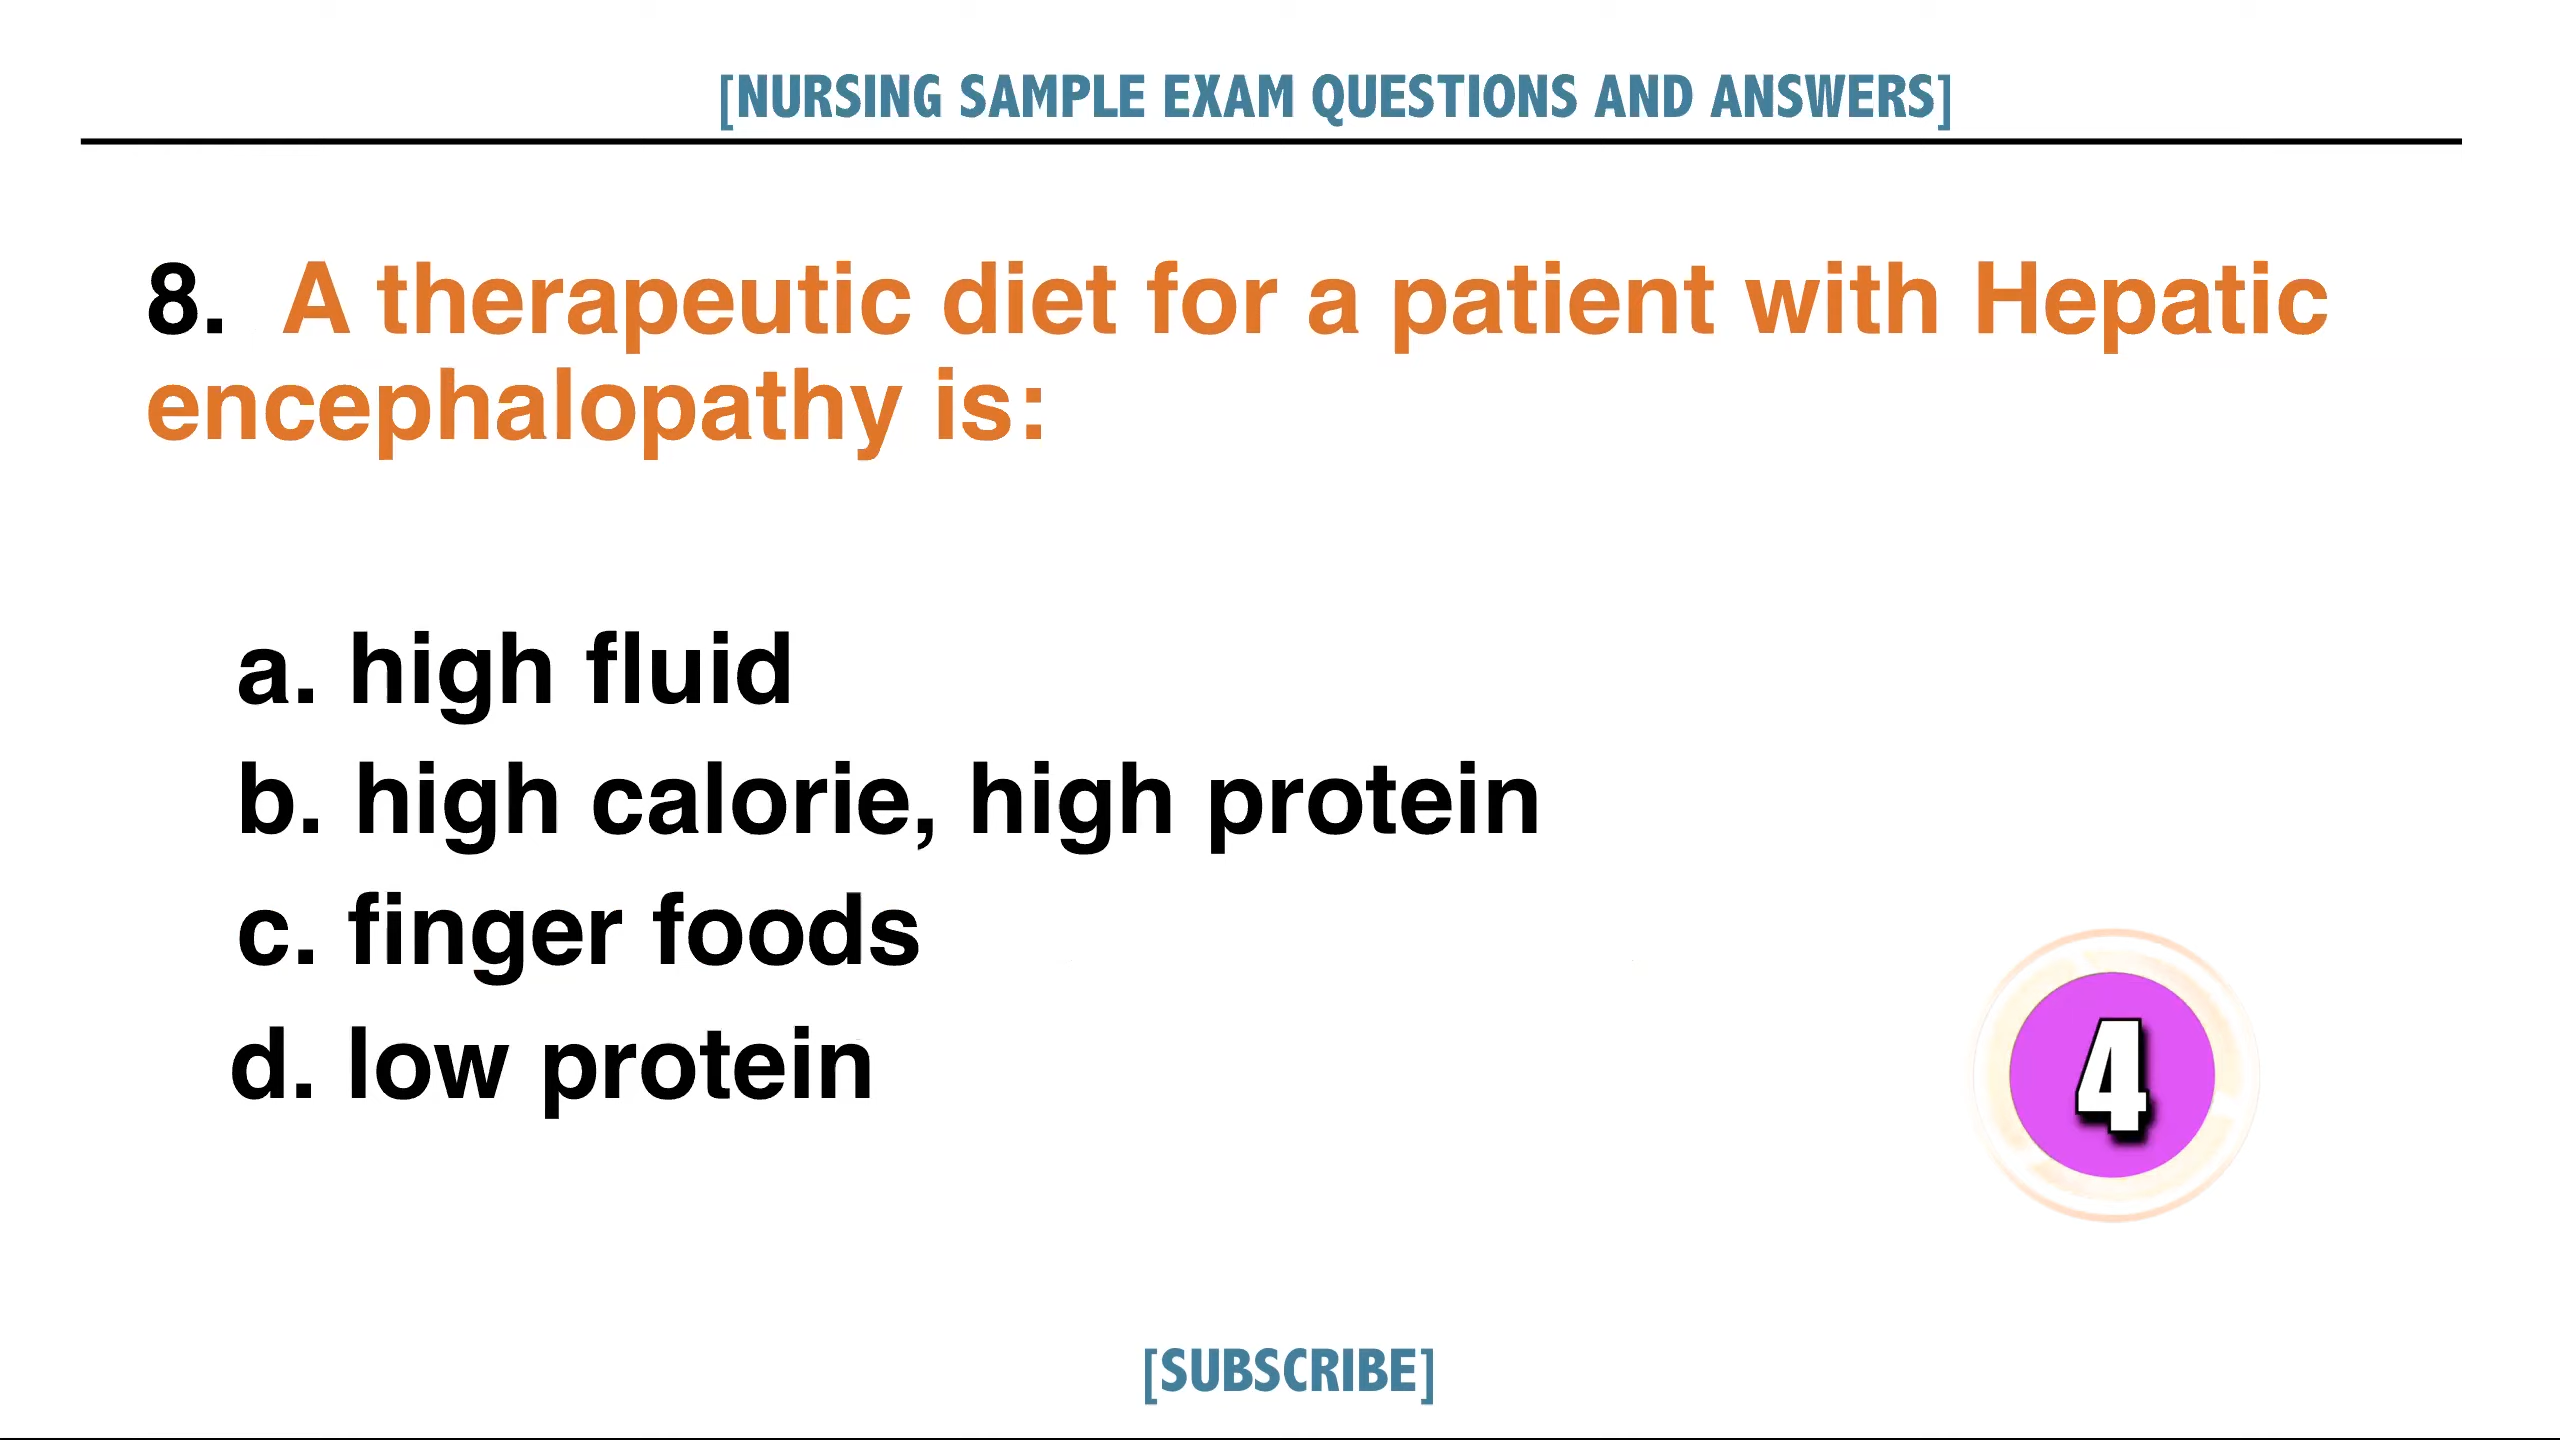 [NURSING SAMPLE EXAM QUESTIONS AND ANSWERS]
8. A therapeutic diet for a patient with Hepatic
encephalopathy is:
a. high fluid
b. high calorie, high protein
c. finger foods
d. low protein
4
[SUBSCRIBE]